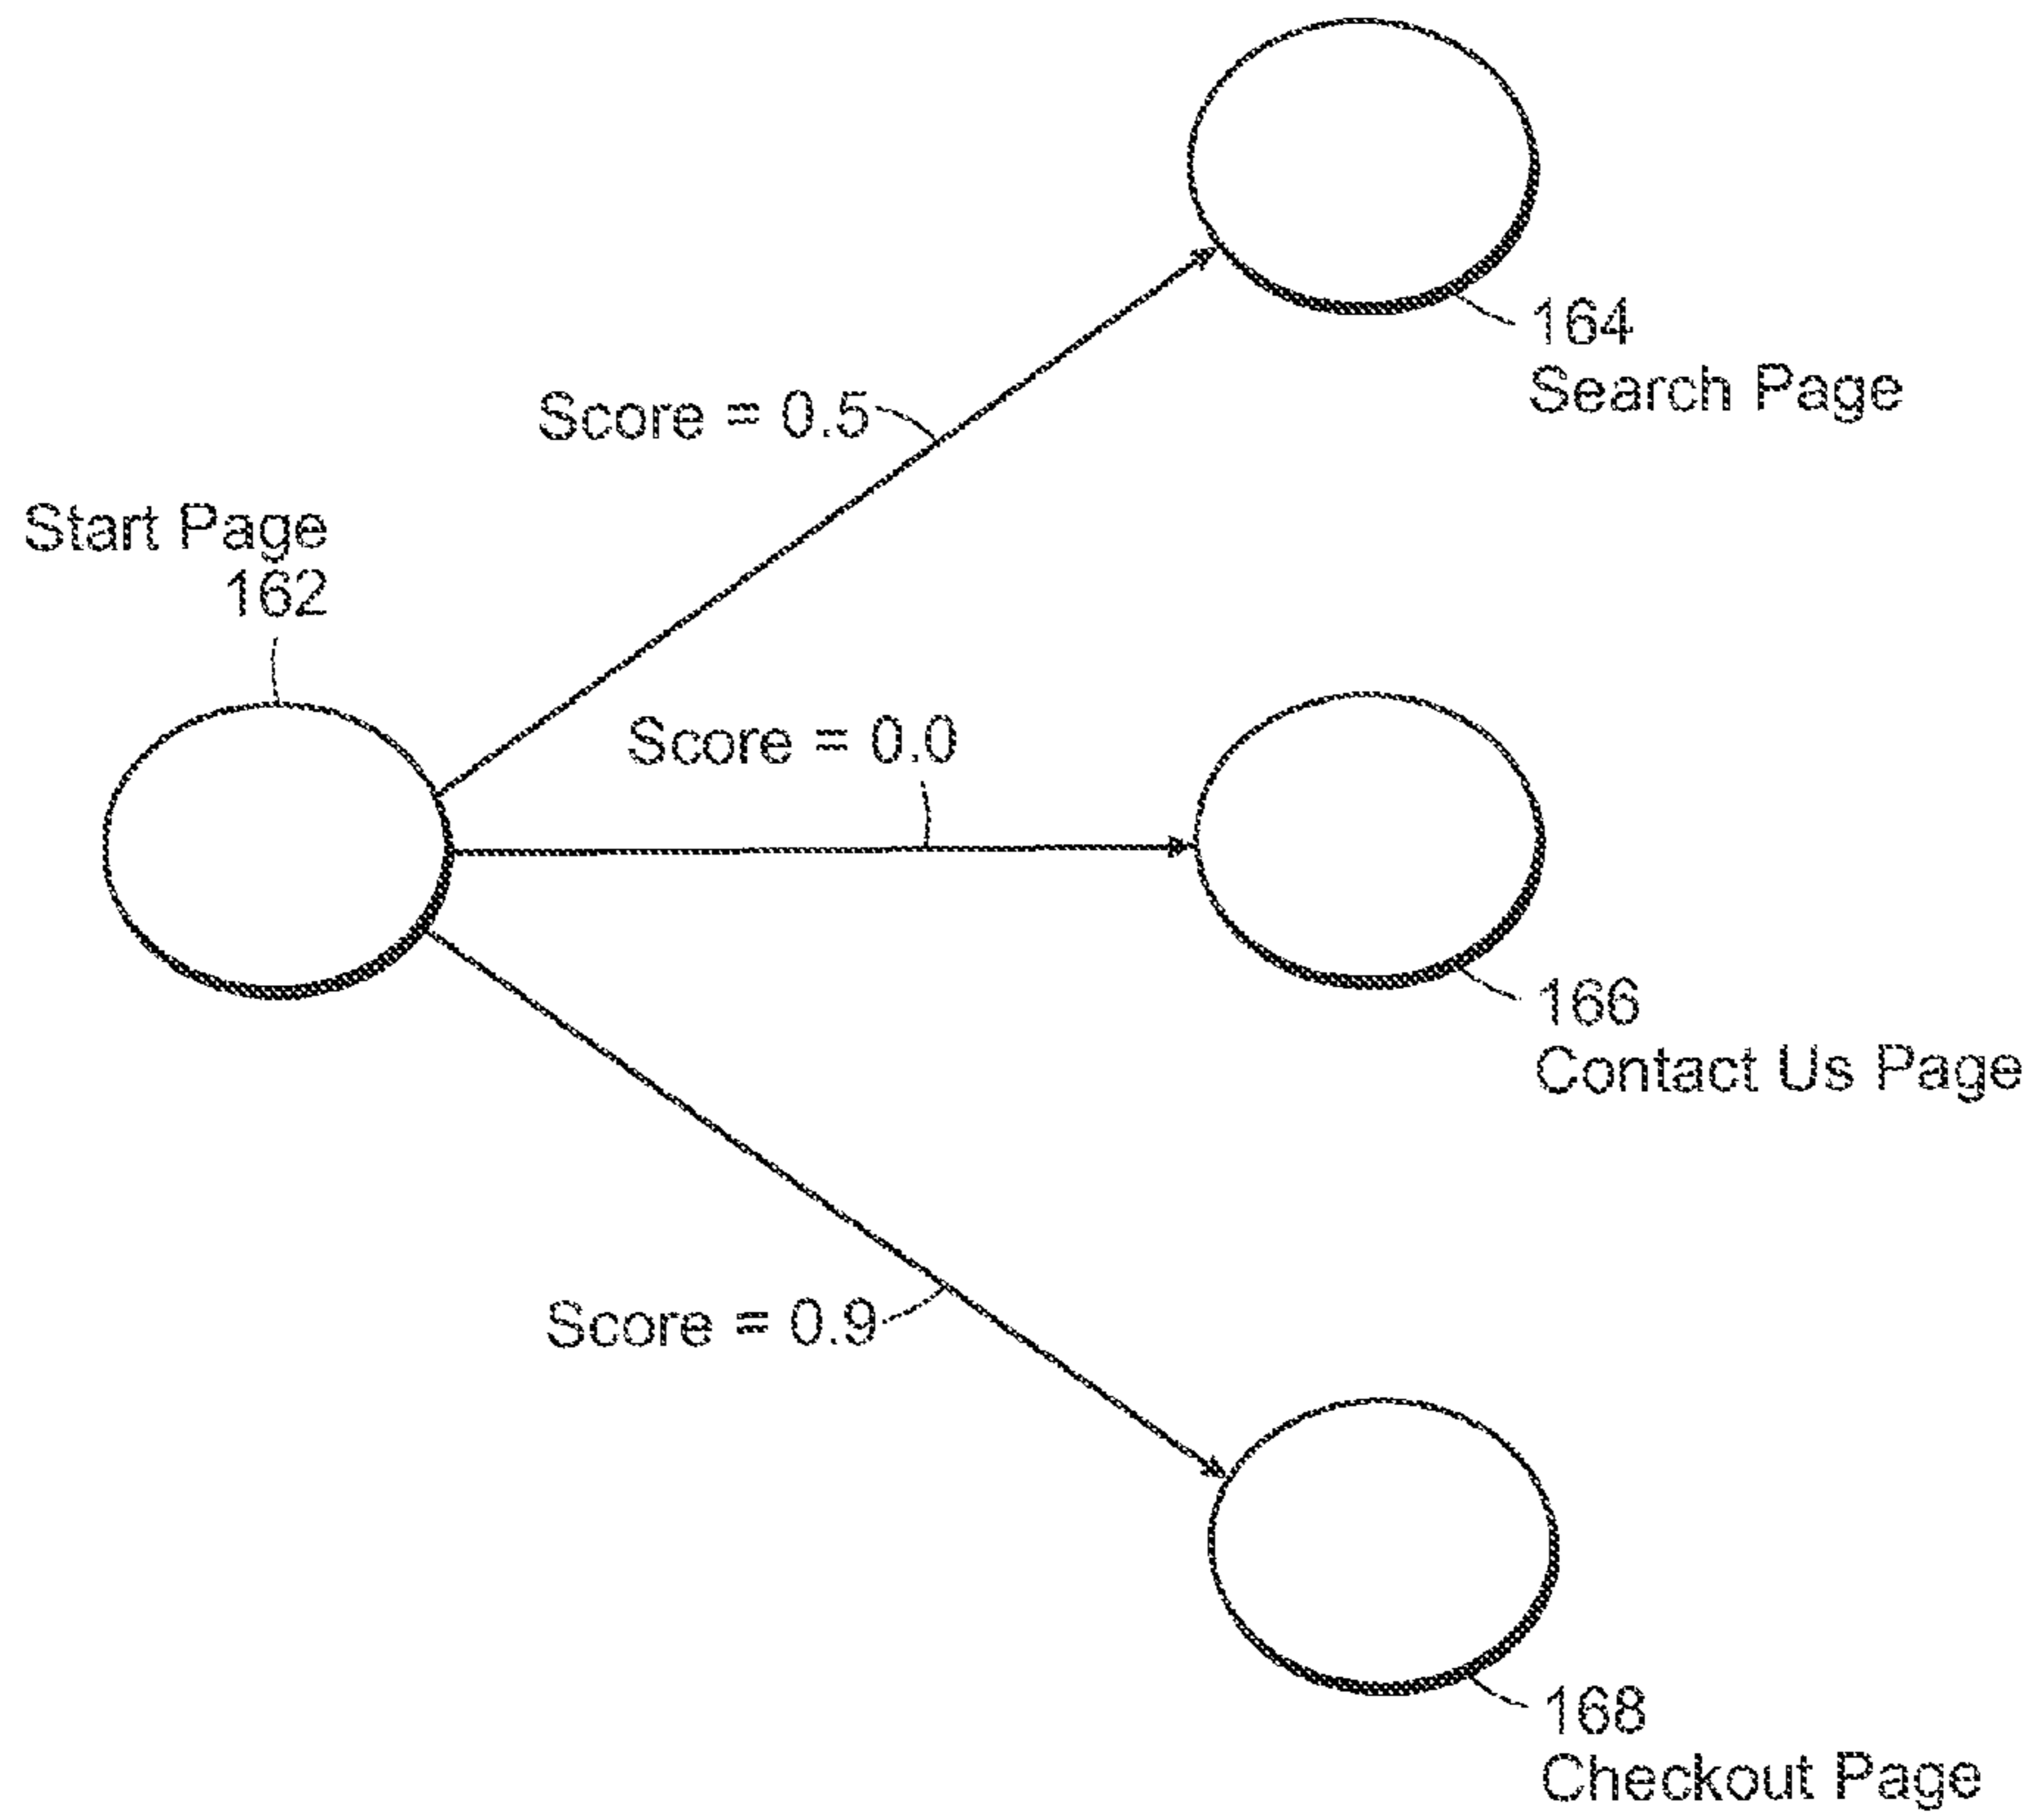 164
Search Page
Score = 0.5
Start Page
162
Score = 0.0
166
Contact Us Page
Score = 0.9
168
Checkout Page